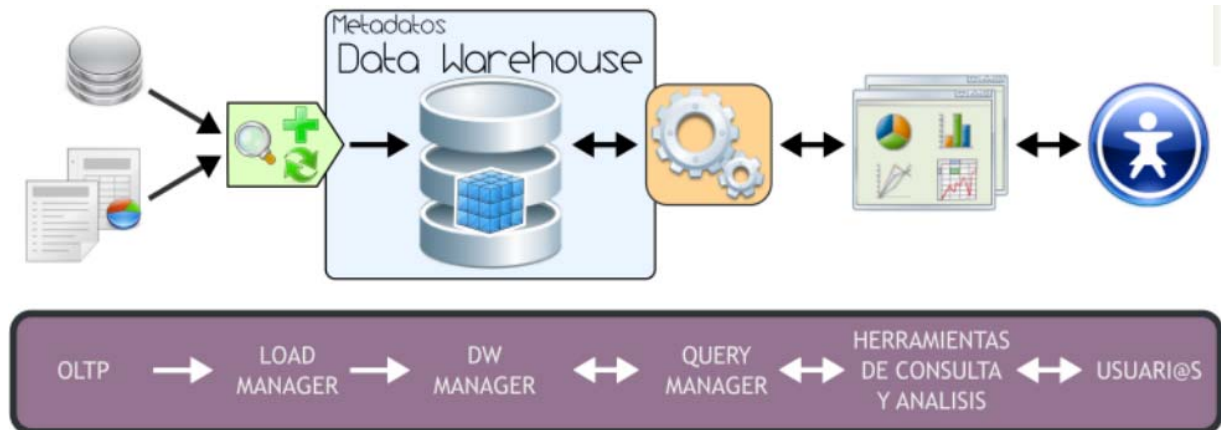 Metadatos
Data Warehouse
OLTP
LOAD
MANAGER
DW
MANAGER
QUERY
MANAGER
HERRAMIENTAS
DE CONSULTA
Y ANALISIS
USUARI@S